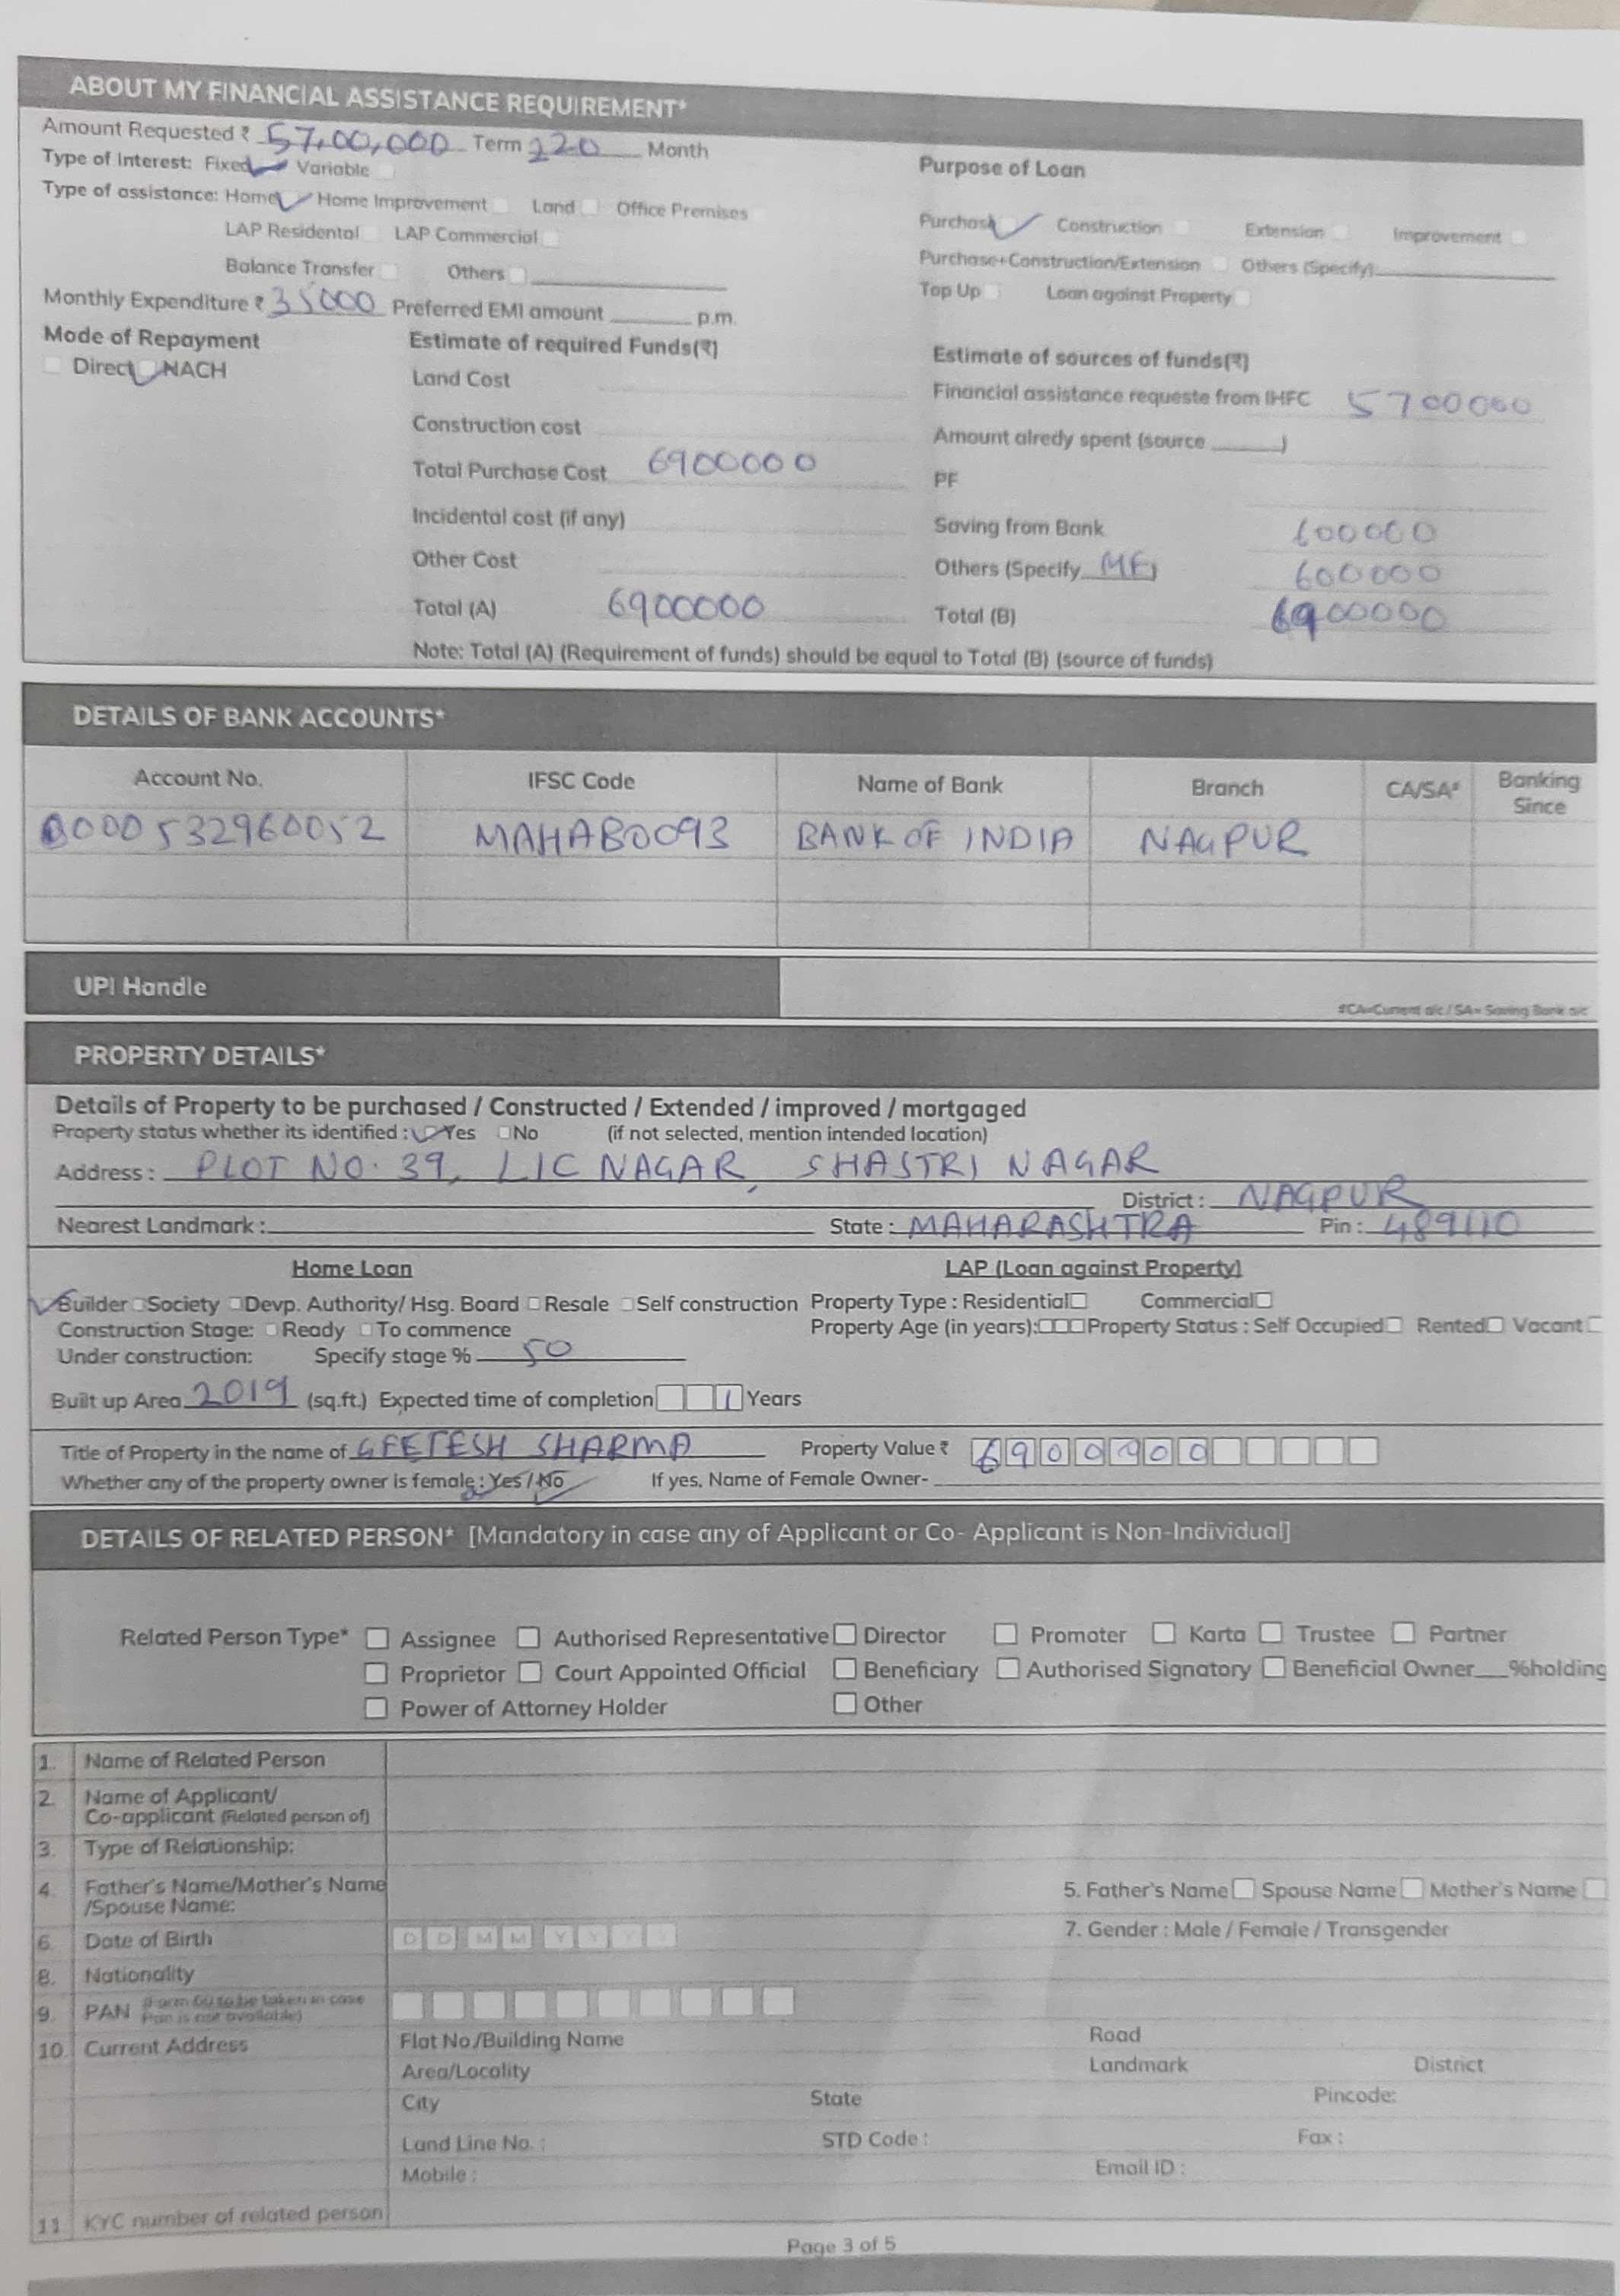 ABOUT MY FINANCIAL ASSISTANCE REQUIREMENT*
Amount Requested ₹ 57,00,000 Term 220 Month
Type of Interest: Fixed Variable
Type of assistance: Home Home Improvement Land Office Premises
LAP Residental LAP Commercial
Balance Transfer Others
Monthly Expenditure ₹ 35000 Preferred EMI amount ______ p.m.
Purpose of Loan
Purchase Construction Extension Improvement
Purchase+Construction/Extension Others (Specify)
Top Up Loan against Property
Mode of Repayment
Direct NACH
Estimate of required Funds(₹)
Land Cost
Construction cost
Total Purchase Cost 6900000
Incidental cost (if any)
Other Cost
Total (A) 6900000
Estimate of sources of funds(₹)
Financial assistance requeste from IHFC 5700000
Amount alredy spent (source ______)
PF
Saving from Bank 600000
Others (Specify MF) 600000
Total (B) 6900000
Note: Total (A) (Requirement of funds) should be equal to Total (B) (source of funds)
DETAILS OF BANK ACCOUNTS*
Account No. IFSC Code Name of Bank Branch CA/SA# Banking Since
0000532960052 MAHAB0093 BANK OF INDIA NAGPUR
UPI Handle
#CA=Current a/c / SA= Saving Bank a/c
PROPERTY DETAILS*
Details of Property to be purchased / Constructed / Extended / improved / mortgaged
Property status whether its identified : Yes No (if not selected, mention intended location)
Address : PLOT NO. 39, LIC NAGAR, SHASTRI NAGAR
District : NAGPUR
Nearest Landmark : State : MAHARASHTRA Pin : 489110
Home Loan LAP (Loan against Property)
Builder Society Devp. Authority/ Hsg. Board Resale Self construction Property Type : Residential Commercial
Construction Stage: Ready To commence Property Age (in years): Property Status : Self Occupied Rented Vacant
Under construction: Specify stage % 50
Built up Area 2019 (sq.ft.) Expected time of completion 1 Years
Title of Property in the name of GEETESH SHARMA Property Value ₹ 6900000
Whether any of the property owner is female : Yes / No If yes, Name of Female Owner-
DETAILS OF RELATED PERSON* [Mandatory in case any of Applicant or Co- Applicant is Non-Individual]
Related Person Type* Assignee Authorised Representative Director Promoter Karta Trustee Partner
Proprietor Court Appointed Official Beneficiary Authorised Signatory Beneficial Owner___%holding
Power of Attorney Holder Other
1. Name of Related Person
2. Name of Applicant/
Co-applicant (Related person of)
3. Type of Relationship:
4. Father's Name/Mother's Name
/Spouse Name:
5. Father's Name Spouse Name Mother's Name
6. Date of Birth D D M M Y Y Y Y 7. Gender : Male / Female / Transgender
8. Nationality
9. PAN (Form 60 to be taken in case
Pan is not available)
10. Current Address Flat No./Building Name Road
Area/Locality Landmark District
City State Pincode:
Land Line No. : STD Code : Fax :
Mobile : Email ID :
11 KYC number of related person
Page 3 of 5